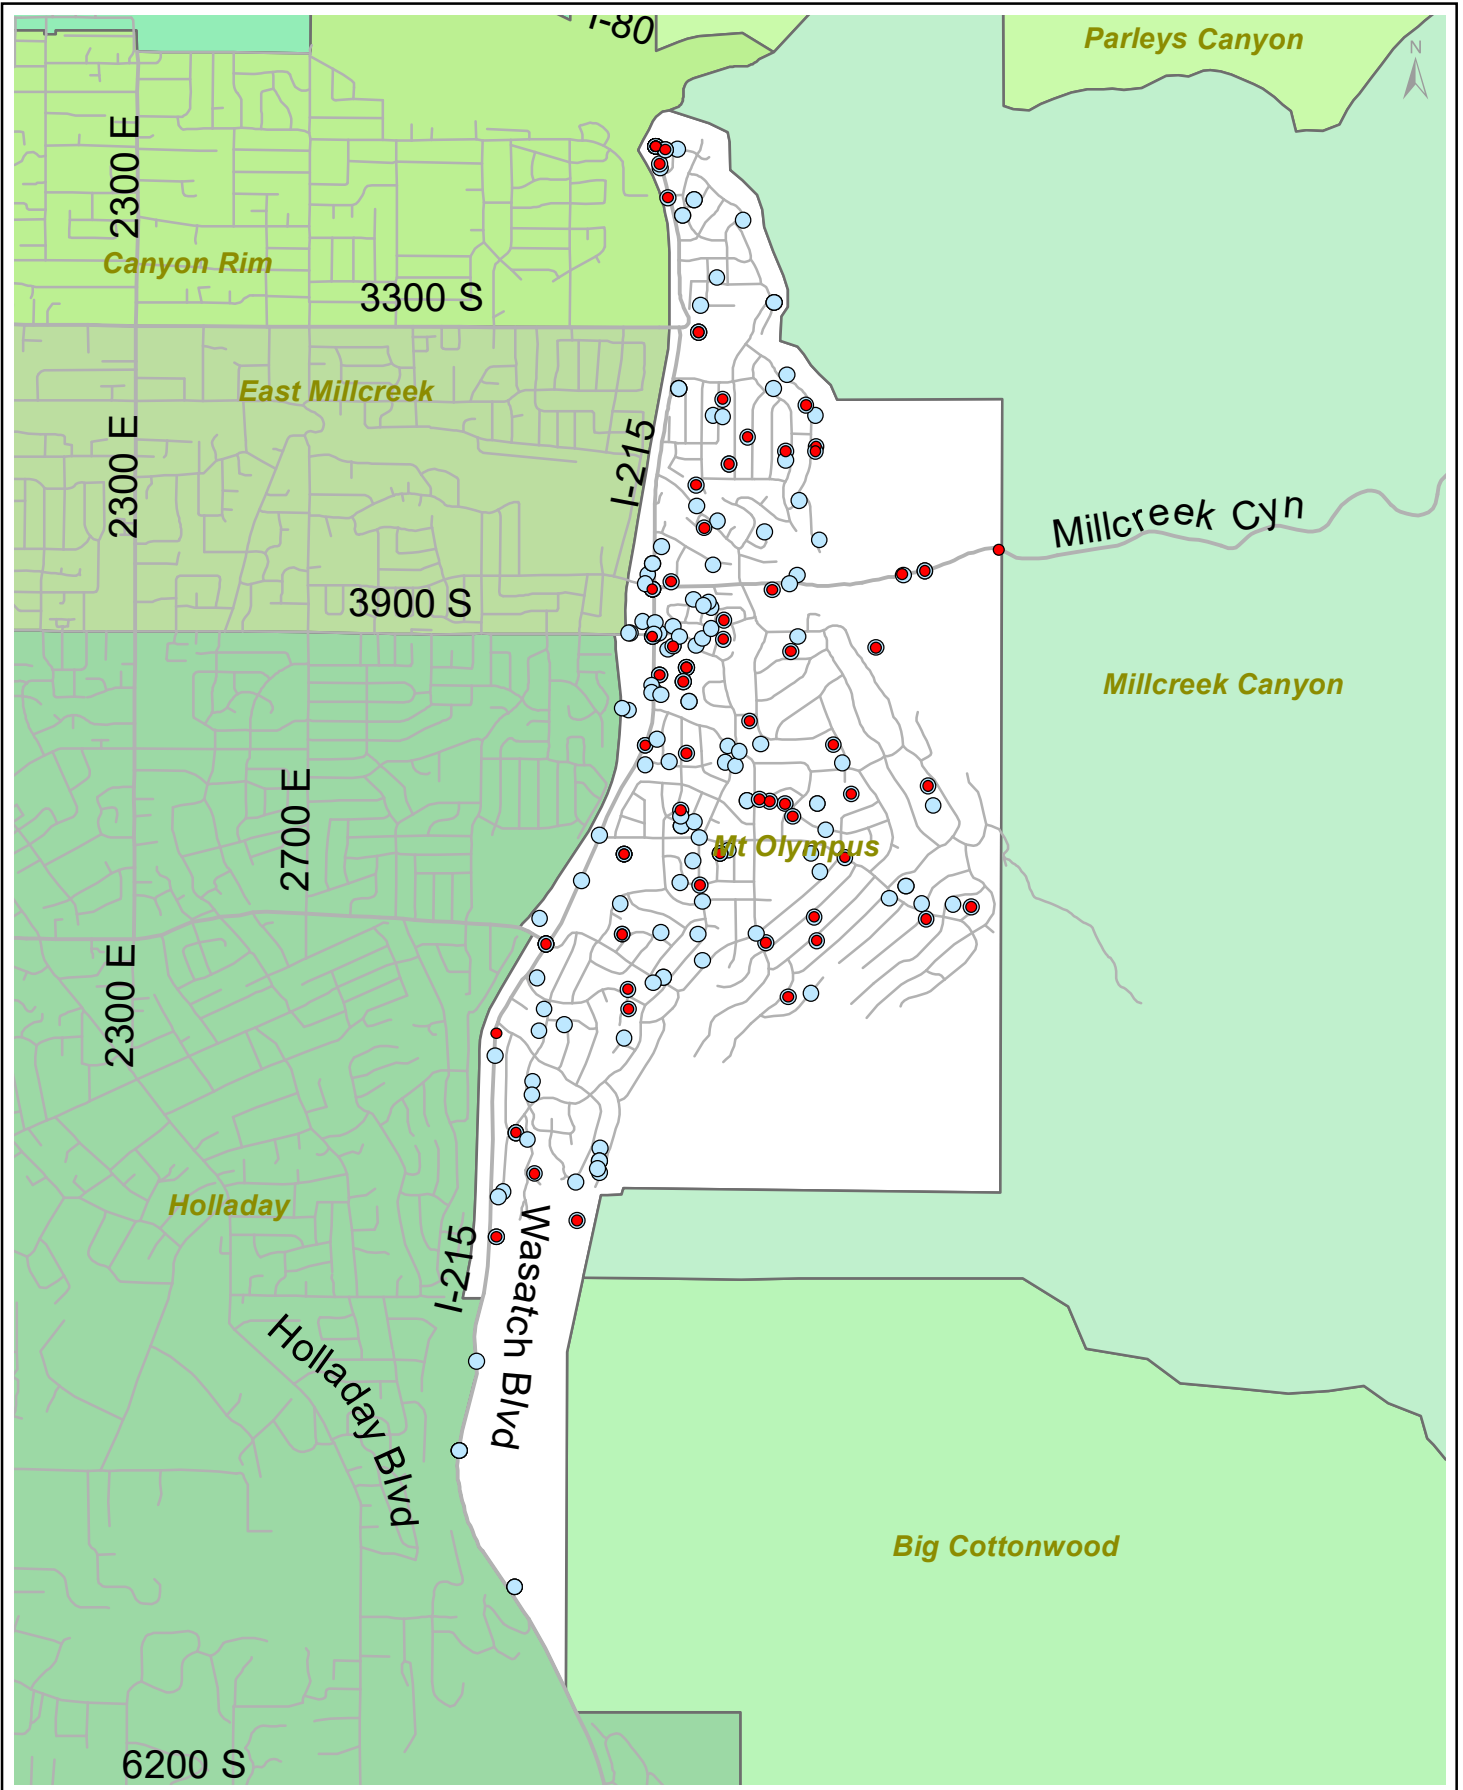 I-80
Parleys Canyon
N
2300 E
Canyon Rim
3300 S
East Millcreek
2300 E
I-215
Millcreek Cyn
3900 S
Millcreek Canyon
2700 E
Mt Olympus
2300 E
Holladay
I-215
Wasatch Blvd
Holladay Blvd
Big Cottonwood
6200 S